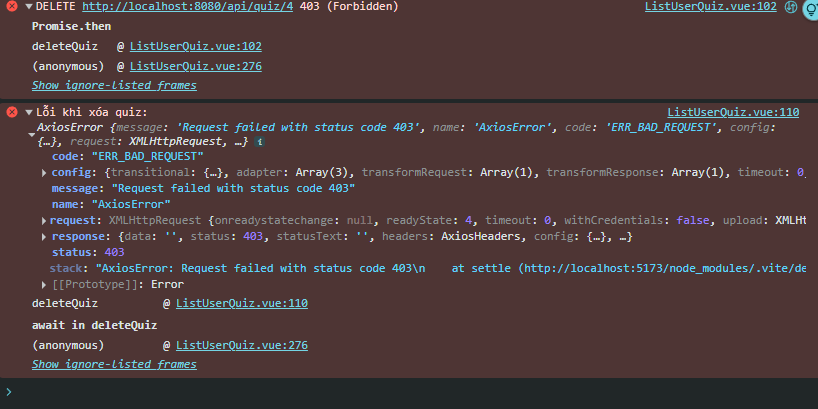 DELETE http://localhost:8080/api/quiz/4 403 (Forbidden) ListUserQuiz.vue:102
Promise.then
deleteQuiz @ ListUserQuiz.vue:102
(anonymous) @ ListUserQuiz.vue:276
Show ignore-listed frames
Lỗi khi xóa quiz: ListUserQuiz.vue:110
AxiosError {message: 'Request failed with status code 403', name: 'AxiosError', code: 'ERR_BAD_REQUEST', config:
{…}, request: XMLHttpRequest, …} i
code: "ERR_BAD_REQUEST"
config: {transitional: {…}, adapter: Array(3), transformRequest: Array(1), transformResponse: Array(1), timeout: 0,
message: "Request failed with status code 403"
name: "AxiosError"
request: XMLHttpRequest {onreadystatechange: null, readyState: 4, timeout: 0, withCredentials: false, upload: XMLHt
response: {data: '', status: 403, statusText: '', headers: AxiosHeaders, config: {…}, …}
status: 403
stack: "AxiosError: Request failed with status code 403\n    at settle (http://localhost:5173/node_modules/.vite/de
[[Prototype]]: Error
deleteQuiz @ ListUserQuiz.vue:110
await in deleteQuiz
(anonymous) @ ListUserQuiz.vue:276
Show ignore-listed frames